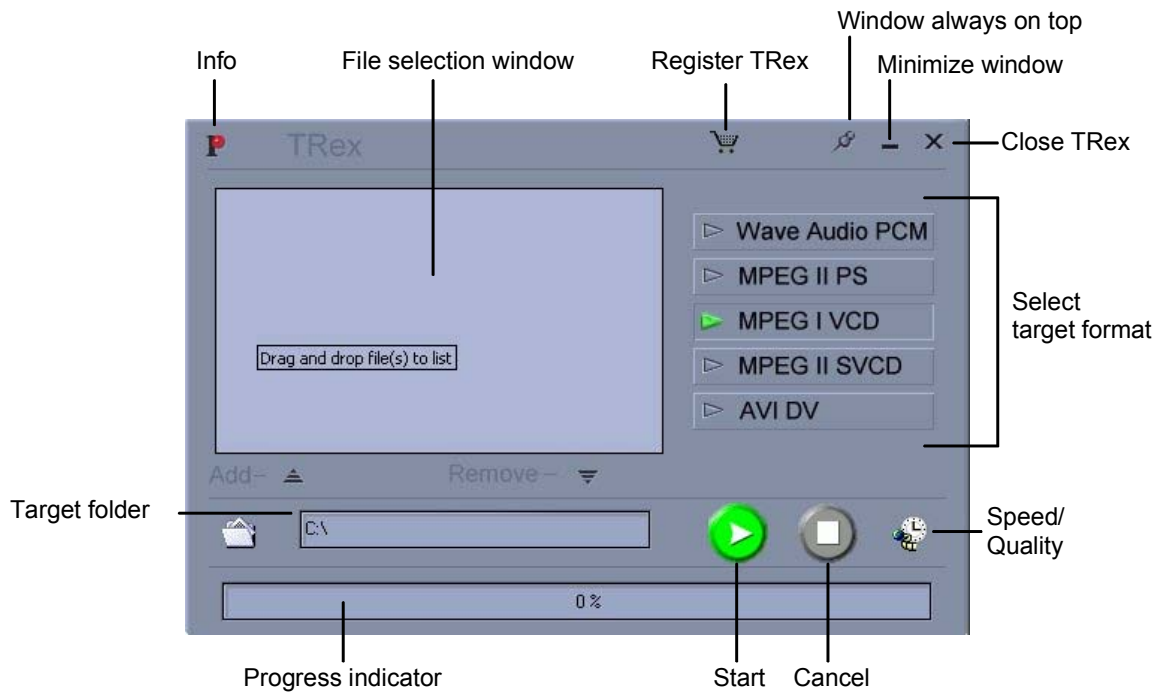 Window always on top
Info
File selection window
Register TRex
Minimize window
TRex
Close TRex
Wave Audio PCM
MPEG II PS
MPEG I VCD
MPEG II SVCD
AVI DV
Select
target format
Drag and drop file(s) to list
Add-
Remove-
Target folder
C:\
Speed/
Quality
0 %
Progress indicator
Start
Cancel